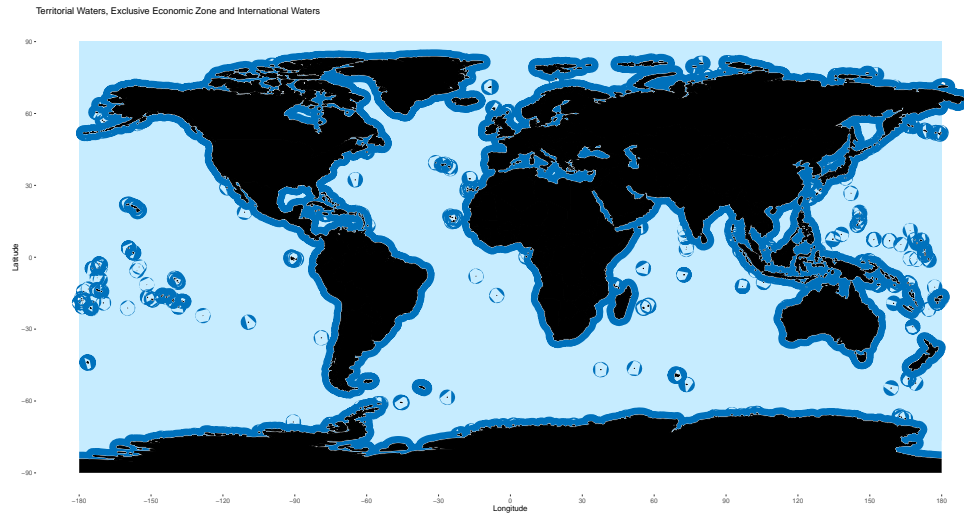 Territorial Waters, Exclusive Economic Zone and International Waters
90
60
30
0
−30
−60
−90
Latitude
−180 −150 −120 −90 −60 −30 0 30 60 90 120 150 180
Longitude